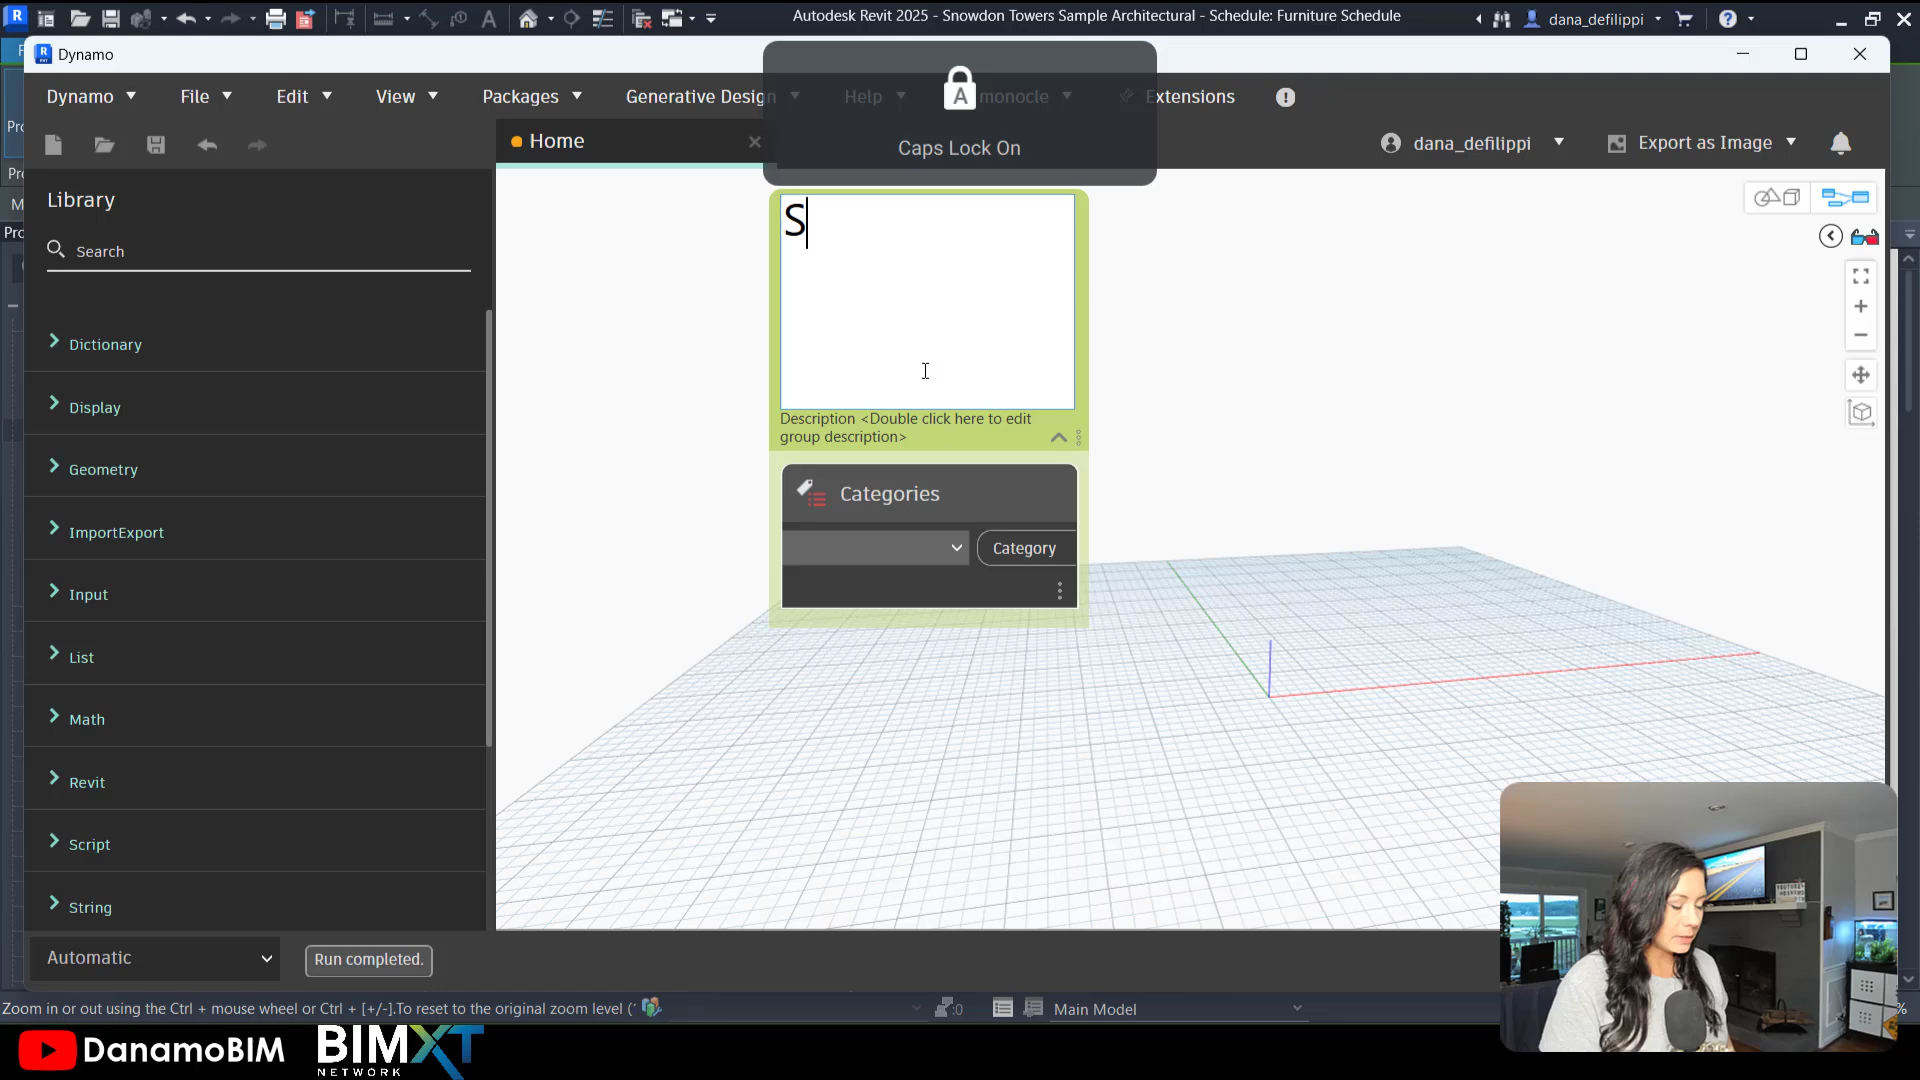 Autodesk Revit 2025 - Snowdon Towers Sample Architectural - Schedule: Furniture Schedule
dana_defilippi
Dynamo
Dynamo File Edit View Packages Generative Design Help monocle Extensions
A
Caps Lock On
Home
dana_defilippi
Export as Image
Library
Search
Dictionary
Display
Geometry
ImportExport
Input
List
Math
Revit
Script
String
S
Description <Double click here to edit
group description>
Categories
Category
Automatic
Run completed.
Zoom in or out using the Ctrl + mouse wheel or Ctrl + [+/-].To reset to the original zoom level ('
:0
Main Model
%
DanamoBIM
BIMXT
NETWORK